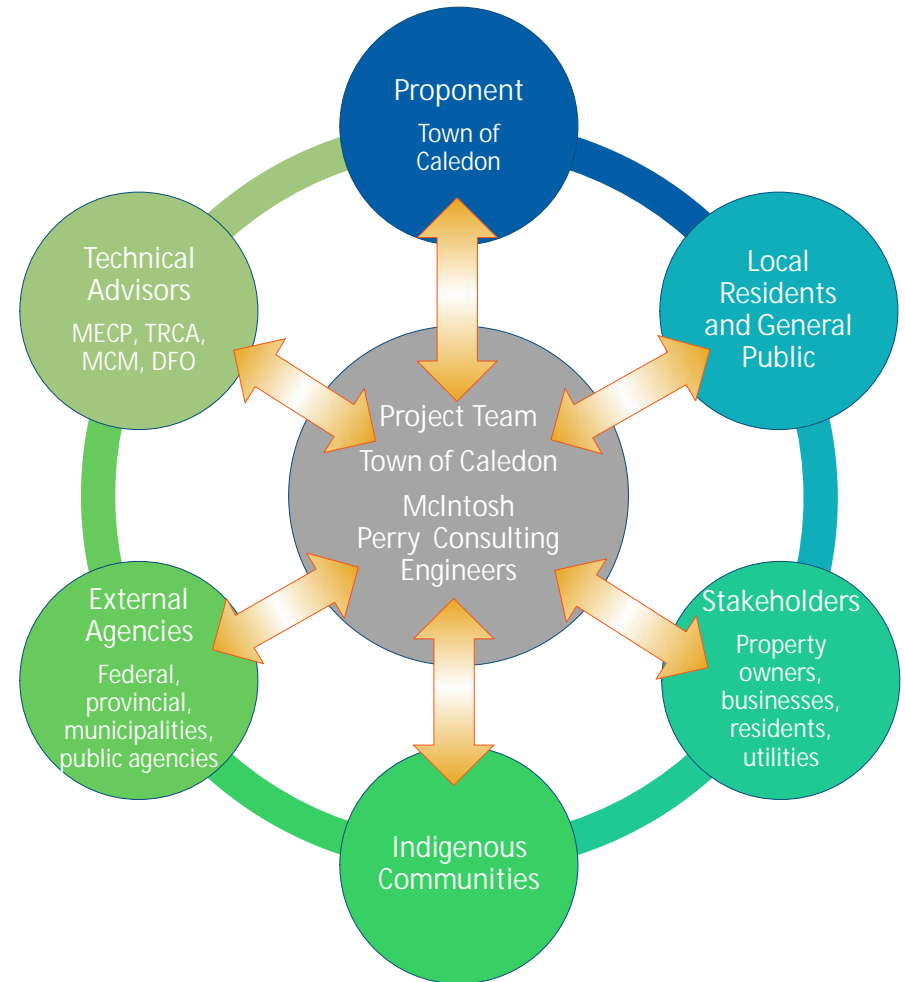 Proponent
Town of
Caledon
Technical
Advisors
MECP, TRCA,
MCM, DFO
Local
Residents
and General
Public
Project Team
Town of Caledon
McIntosh
Perry Consulting
Engineers
External
Agencies
Federal,
provincial,
municipalities,
public agencies
Stakeholders
Property
owners,
businesses,
residents,
utilities
Indigenous
Communities